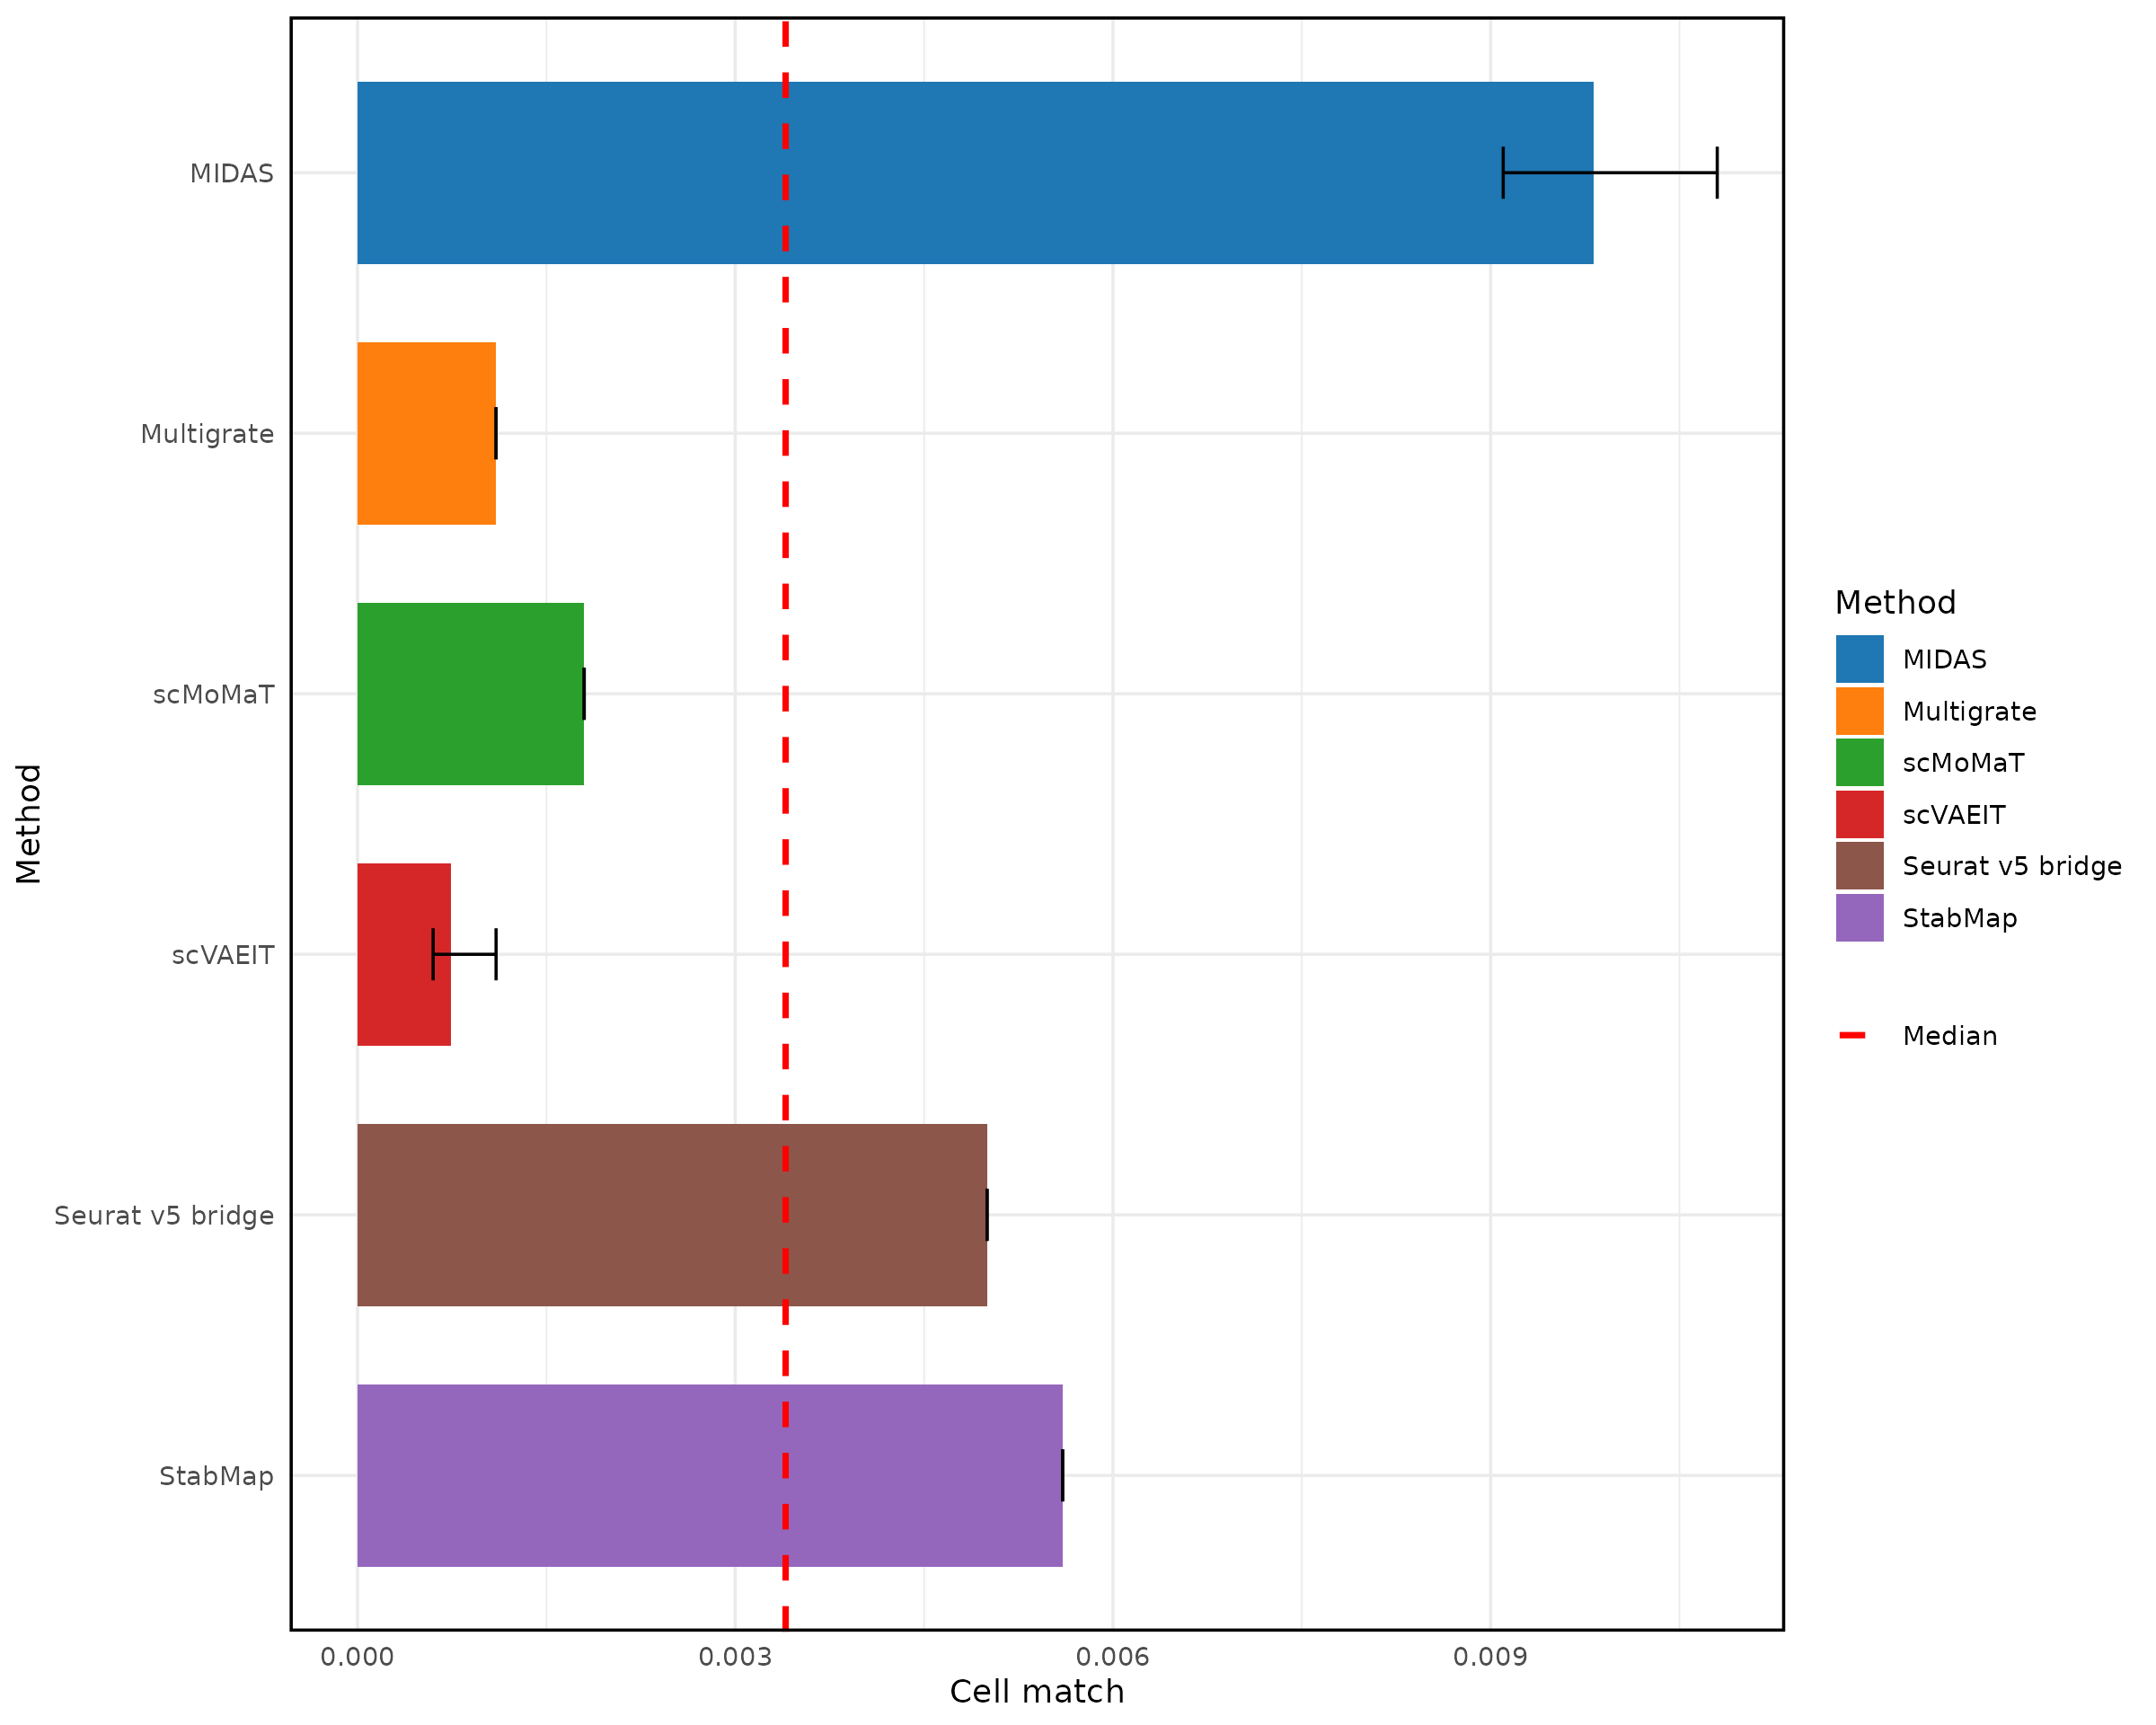 Method
MIDAS
Multigrate
scMoMaT
scVAEIT
Seurat v5 bridge
StabMap
0.000
0.003
0.006
0.009
Cell match
Method
MIDAS
Multigrate
scMoMaT
scVAEIT
Seurat v5 bridge
StabMap
Median